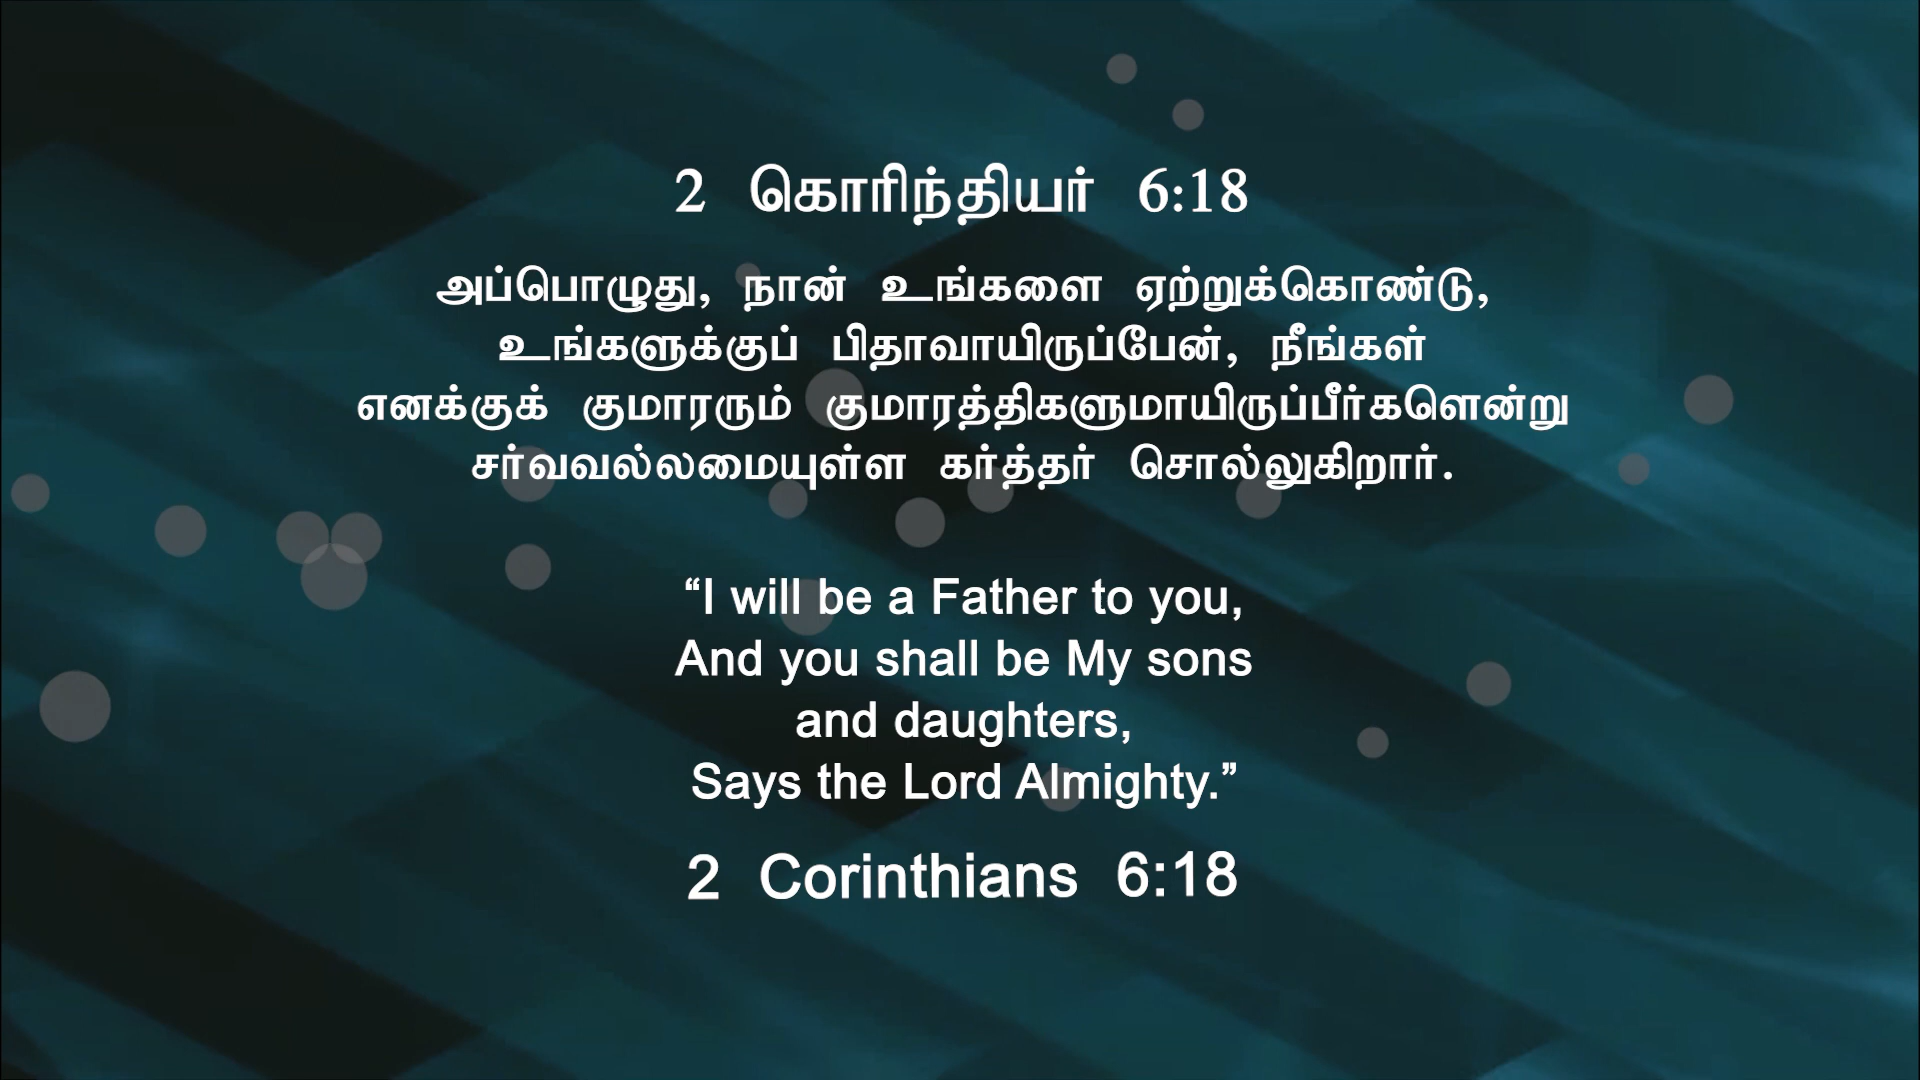 2 கொரிந்தியர் 6:18
அப்பொழுது, நான் உங்களை ஏற்றுக்கொண்டு,
உங்களுக்குப் பிதாவாயிருப்பேன், நீங்கள்
எனக்குக் குமாரரும் குமாரத்திகளுமாயிருப்பீர்களென்று
சர்வவல்லமையுள்ள கர்த்தர் சொல்லுகிறார்.
“I will be a Father to you,
And you shall be My sons
and daughters,
Says the Lord Almighty.”
2 Corinthians 6:18